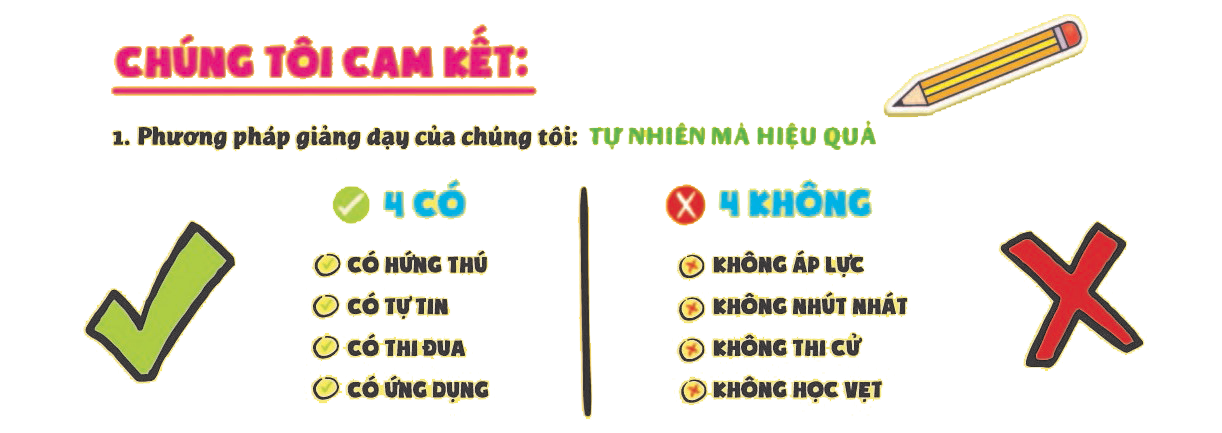 CHÚNG TÔI CAM KẾT:
1. Phương pháp giảng dạy của chúng tôi: TỰ NHIÊN MÀ HIỆU QUẢ
4 CÓ
CÓ HỨNG THÚ
CÓ TỰ TIN
CÓ THI ĐUA
CÓ ỨNG DỤNG
4 KHÔNG
KHÔNG ÁP LỰC
KHÔNG NHÚT NHÁT
KHÔNG THI CỬ
KHÔNG HỌC VẸT